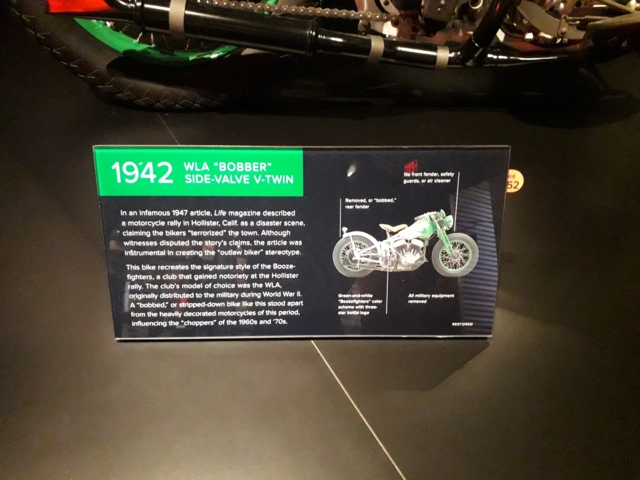 1942
WLA "BOBBER"
SIDE-VALVE V-TWIN
In an infamous 1947 article, Life magazine described
a motorcycle rally in Hollister, Calif. as a disaster scene,
claiming the bikers "terrorized" the town. Although
witnesses disputed the story's claims, the article was
instrumental in creating the "outlaw biker" stereotype.
This bike recreates the signature style of the Booze-
fighters, a club that gained notoriety at the Hollister
rally. The club's model of choice was the WLA,
originally distributed to the military during World War II.
A "bobbed," or stripped-down bike like this stood apart
from the heavily decorated motorcycles of this period,
influencing the "choppers" of the 1960s and '70s.
No front fender, safety
guards, or air cleaner
Removed, or "bobbed,"
rear fender
Green-and-white
"Boozefighters" color
scheme with three-
star bottle logo
All military equipment
removed
RESTORED
52